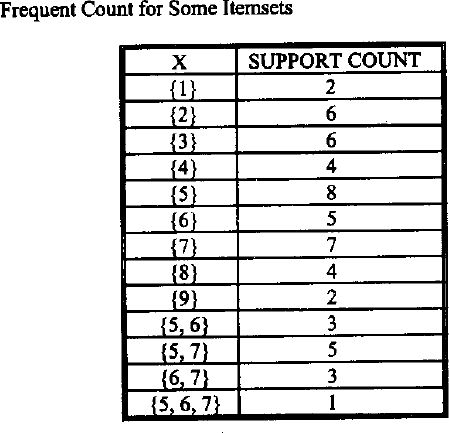 Frequent Count for Some Itemsets
X SUPPORT COUNT
{1} 2
{2} 6
{3} 6
{4} 4
{5} 8
{6} 5
{7} 7
{8} 4
{9} 2
{5, 6} 3
{5, 7} 5
{6, 7} 3
{5, 6, 7} 1